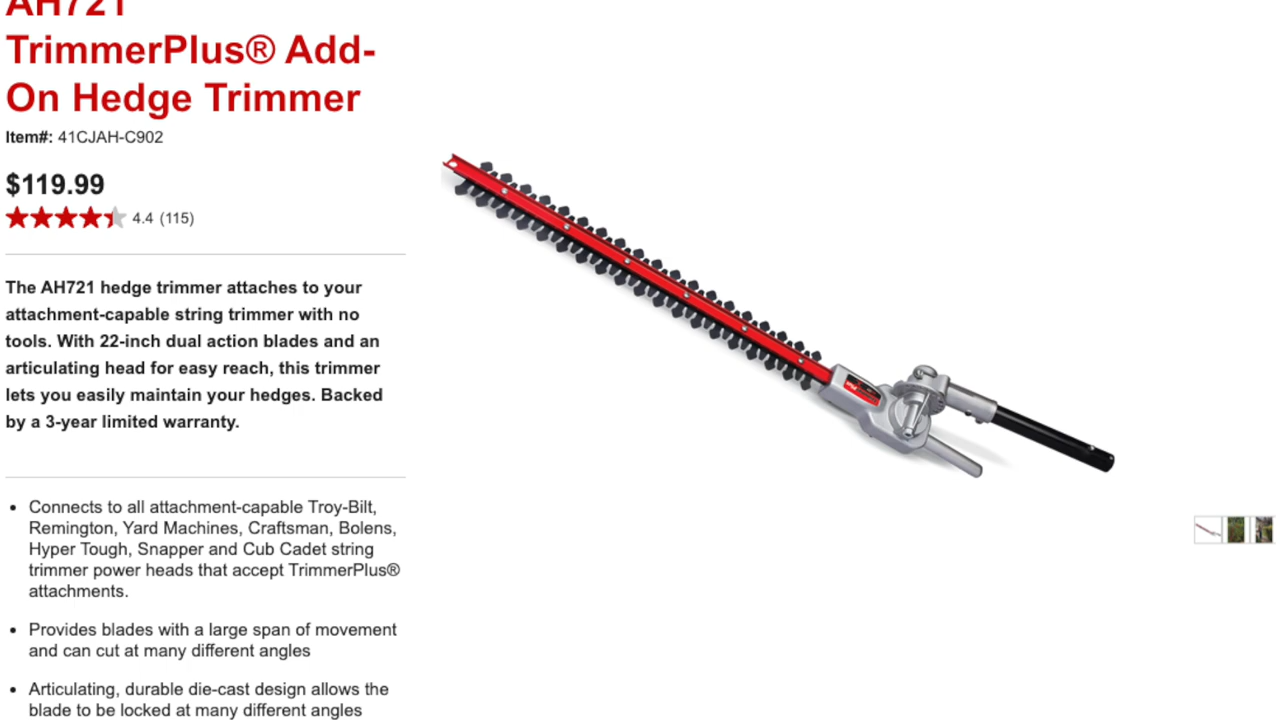 AH721
TrimmerPlus® Add-
On Hedge Trimmer
Item#: 41CJAH-C902
$119.99
4.4 (115)
The AH721 hedge trimmer attaches to your
attachment-capable string trimmer with no
tools. With 22-inch dual action blades and an
articulating head for easy reach, this trimmer
lets you easily maintain your hedges. Backed
by a 3-year limited warranty.
• Connects to all attachment-capable Troy-Bilt,
Remington, Yard Machines, Craftsman, Bolens,
Hyper Tough, Snapper and Cub Cadet string
trimmer power heads that accept TrimmerPlus®
attachments.
• Provides blades with a large span of movement
and can cut at many different angles
• Articulating, durable die-cast design allows the
blade to be locked at many different angles